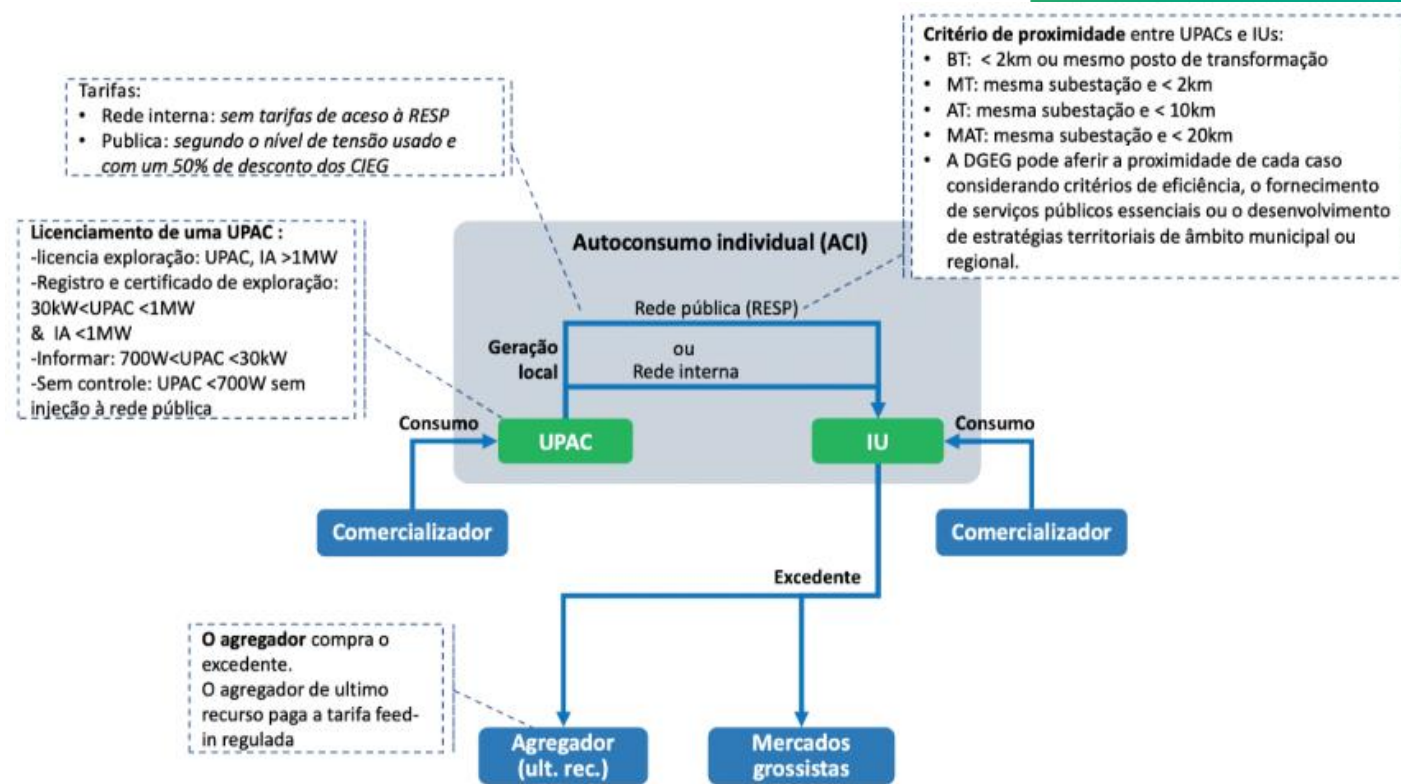 Critério de proximidade entre UPACs e IUs:
• BT: < 2km ou mesmo posto de transformação
• MT: mesma subestação e < 2km
• AT: mesma subestação e < 10km
• MAT: mesma subestação e < 20km
• A DGEG pode aferir a proximidade de cada caso
considerando critérios de eficiência, o fornecimento
de serviços públicos essenciais ou o desenvolvimento
de estratégias territoriais de âmbito municipal ou
regional.
Tarifas:
• Rede interna: sem tarifas de aceso à RESP
• Publica: segundo o nível de tensão usado e
com um 50% de desconto dos CIEG
Licenciamento de uma UPAC :
-licencia exploração: UPAC, IA >1MW
-Registro e certificado de exploração:
30kW<UPAC <1MW
& IA <1MW
-Informar: 700W<UPAC <30kW
-Sem controle: UPAC <700W sem
injeção à rede pública
Autoconsumo individual (ACI)
Rede pública (RESP)
Geração
local
ou
Rede interna
Consumo
UPAC
IU
Consumo
Comercializador
Comercializador
Excedente
O agregador compra o
excedente.
O agregador de ultimo
recurso paga a tarifa feed-
in regulada
Agregador
(ult. rec.)
Mercados
grossistas